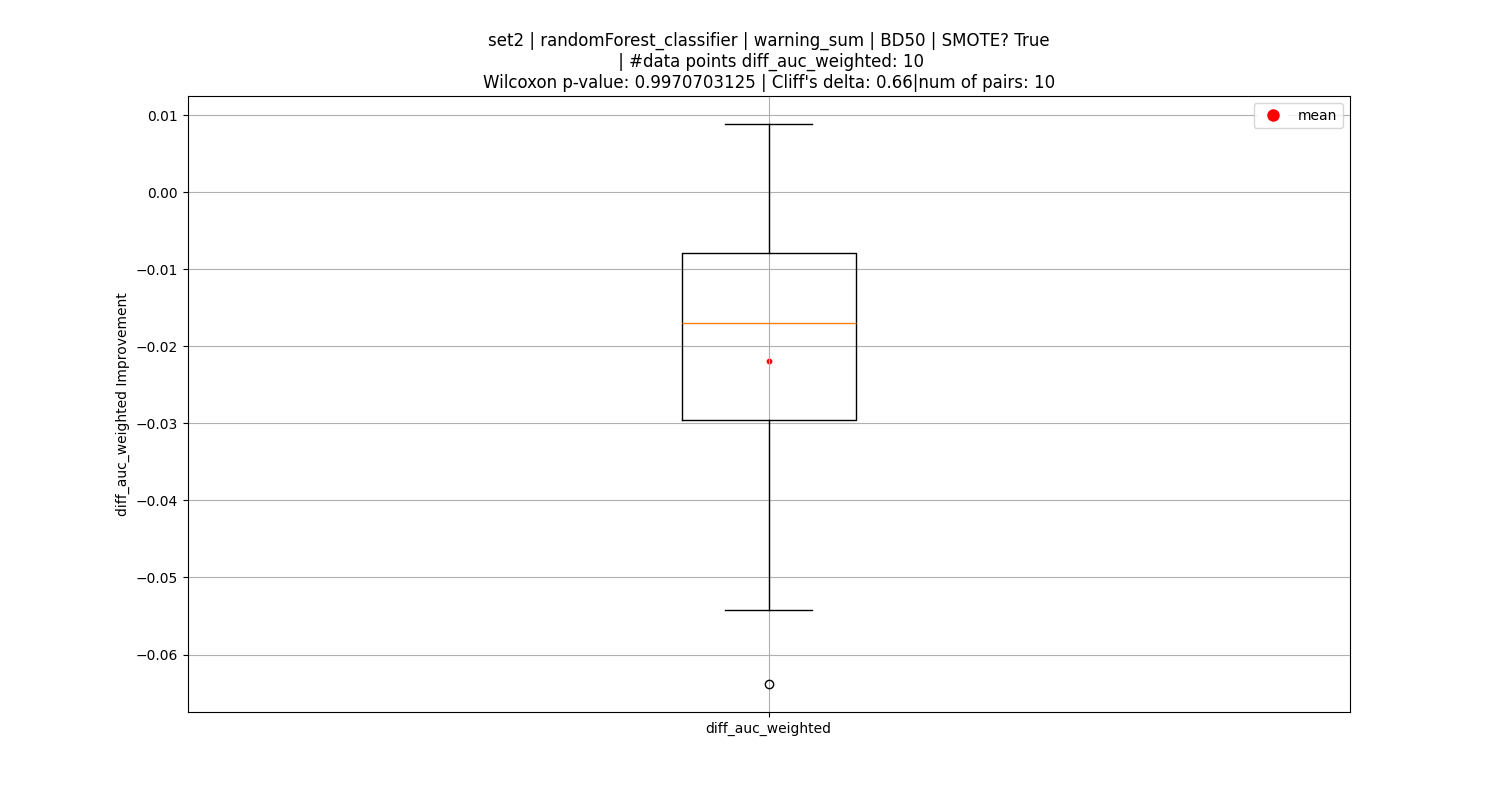 set2 | randomForest_classifier | warning_sum | BD50 | SMOTE? True
| #data points diff_auc_weighted: 10
Wilcoxon p-value: 0.9970703125 | Cliff's delta: 0.66|num of pairs: 10
mean
0.01
0.00
−0.01
−0.02
−0.03
−0.04
−0.05
−0.06
diff_auc_weighted Improvement
diff_auc_weighted